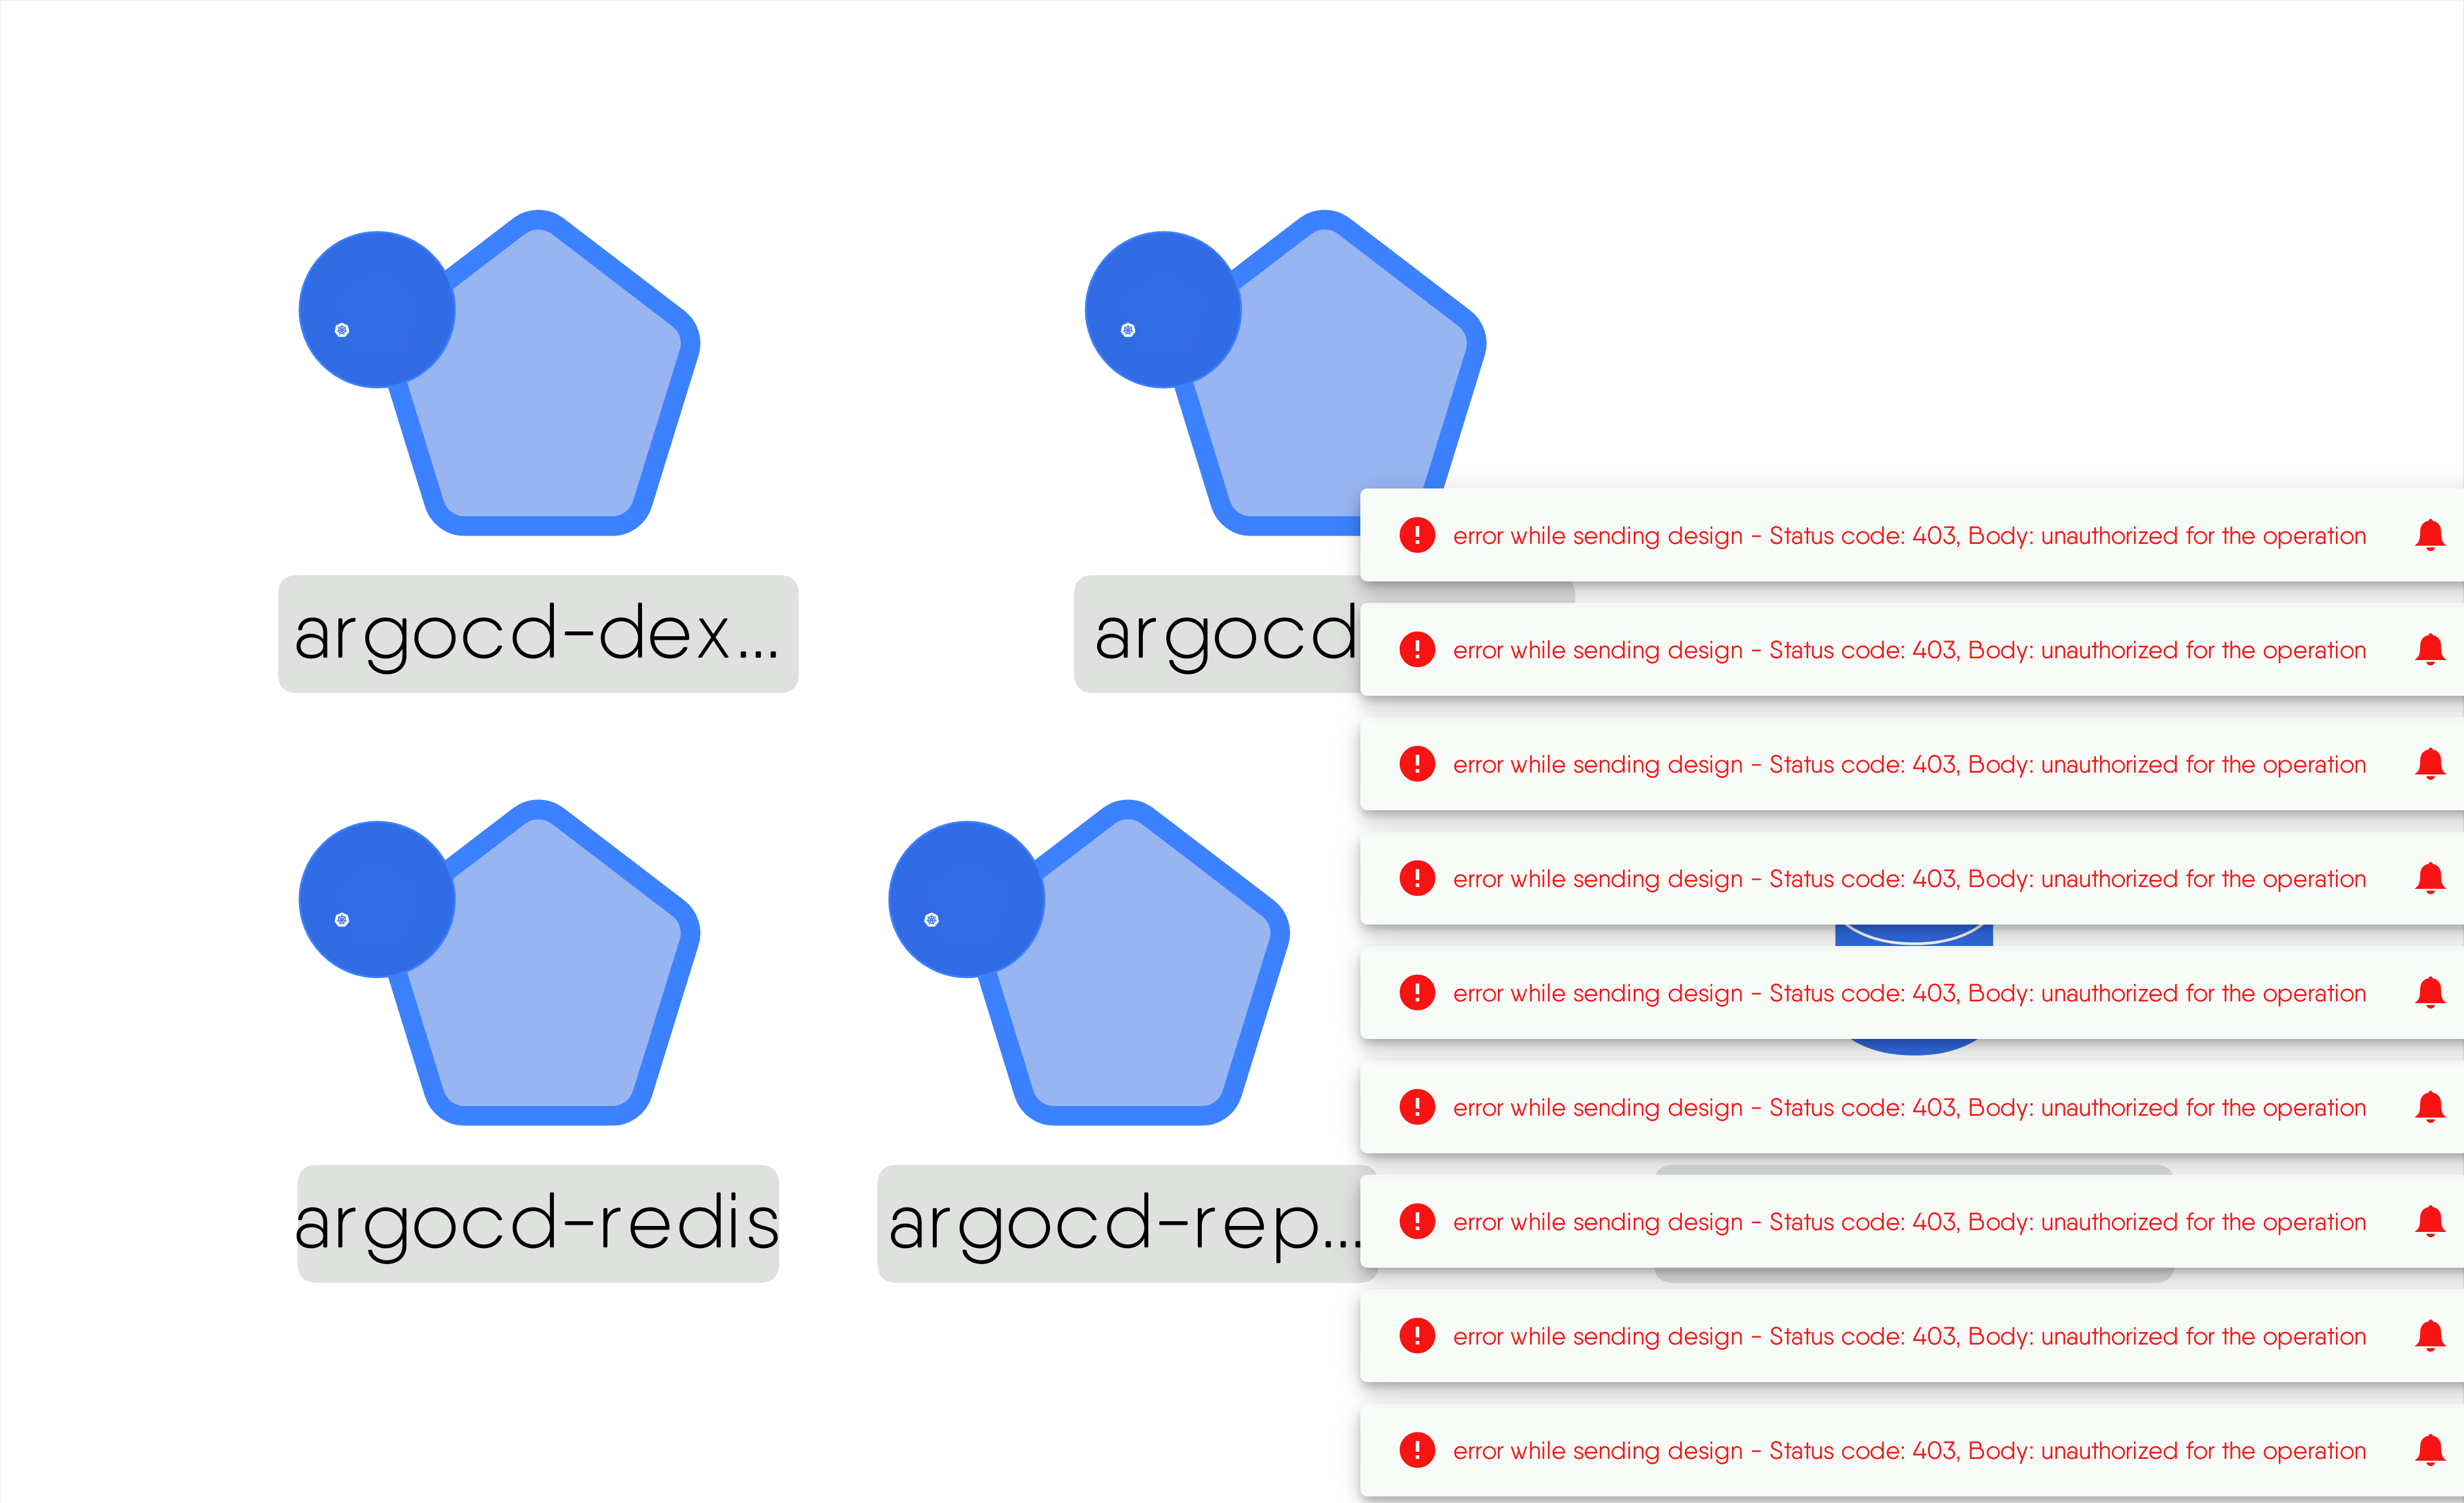 argocd-dex...
argocd
error while sending design - Status code: 403, Body: unauthorized for the operation
error while sending design - Status code: 403, Body: unauthorized for the operation
error while sending design - Status code: 403, Body: unauthorized for the operation
error while sending design - Status code: 403, Body: unauthorized for the operation
error while sending design - Status code: 403, Body: unauthorized for the operation
error while sending design - Status code: 403, Body: unauthorized for the operation
error while sending design - Status code: 403, Body: unauthorized for the operation
error while sending design - Status code: 403, Body: unauthorized for the operation
error while sending design - Status code: 403, Body: unauthorized for the operation
argocd-redis
argocd-rep...